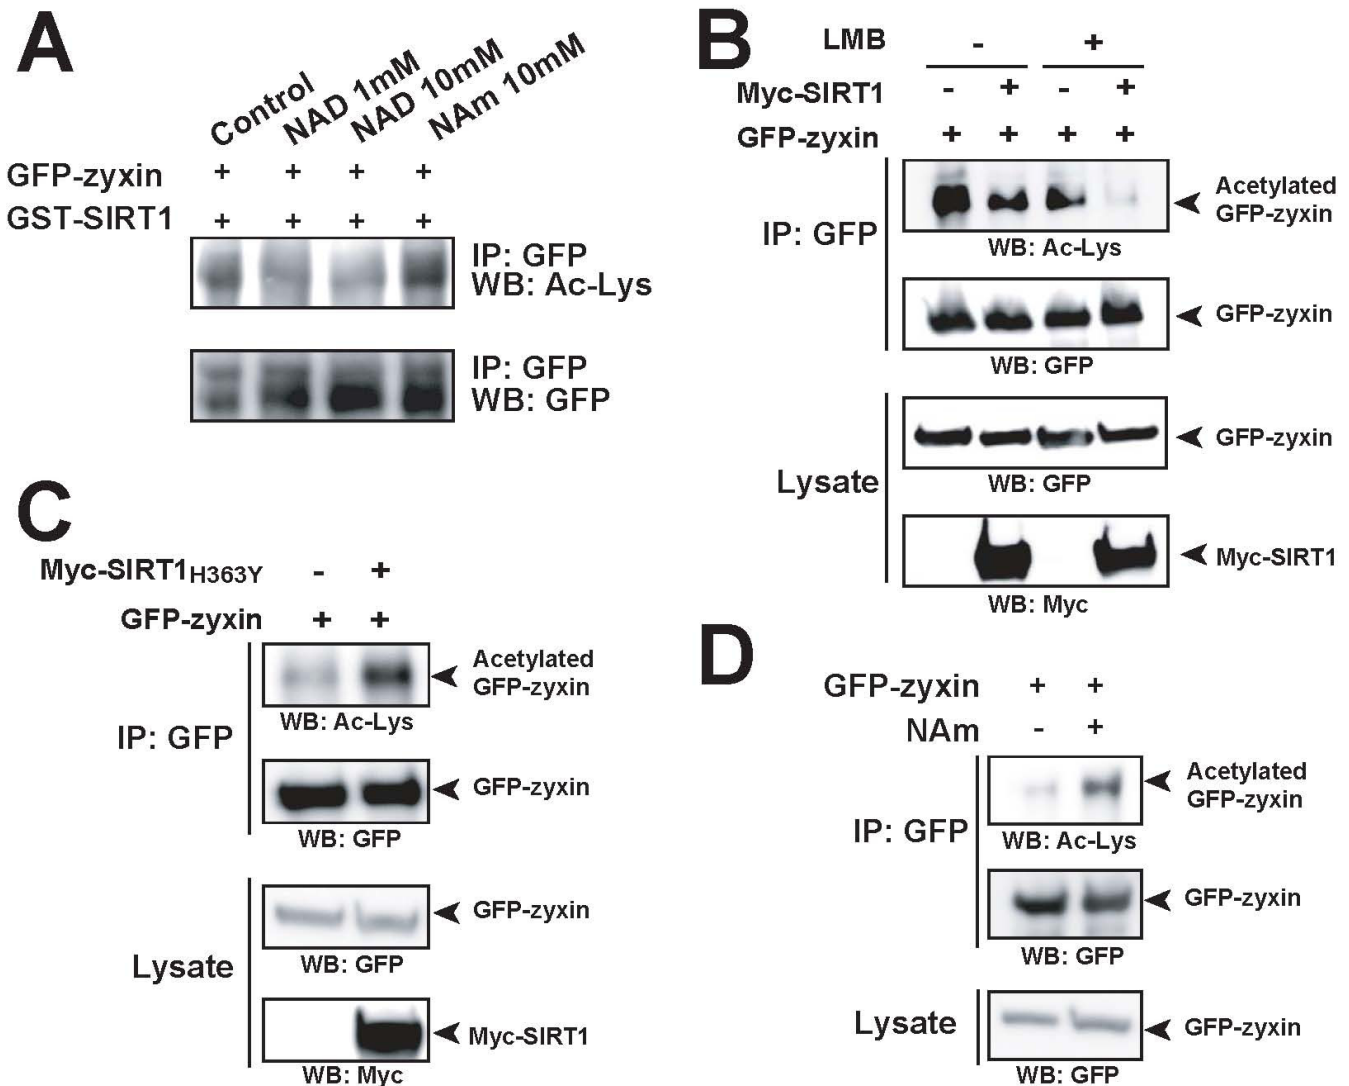 A
Control
NAD 1mM
NAD 10mM
NAm 10mM
GFP-zyxin + + + +
GST-SIRT1 + + + +
IP: GFP
WB: Ac-Lys
IP: GFP
WB: GFP
B
LMB - +
Myc-SIRT1 - + - +
GFP-zyxin + + + +
IP: GFP
Acetylated
GFP-zyxin
WB: Ac-Lys
GFP-zyxin
WB: GFP
Lysate
GFP-zyxin
WB: GFP
Myc-SIRT1
WB: Myc
C
Myc-SIRT1H363Y - +
GFP-zyxin + +
IP: GFP
Acetylated
GFP-zyxin
WB: Ac-Lys
GFP-zyxin
WB: GFP
Lysate
GFP-zyxin
WB: GFP
Myc-SIRT1
WB: Myc
D
GFP-zyxin + +
NAm - +
IP: GFP
Acetylated
GFP-zyxin
WB: Ac-Lys
GFP-zyxin
WB: GFP
Lysate
GFP-zyxin
WB: GFP